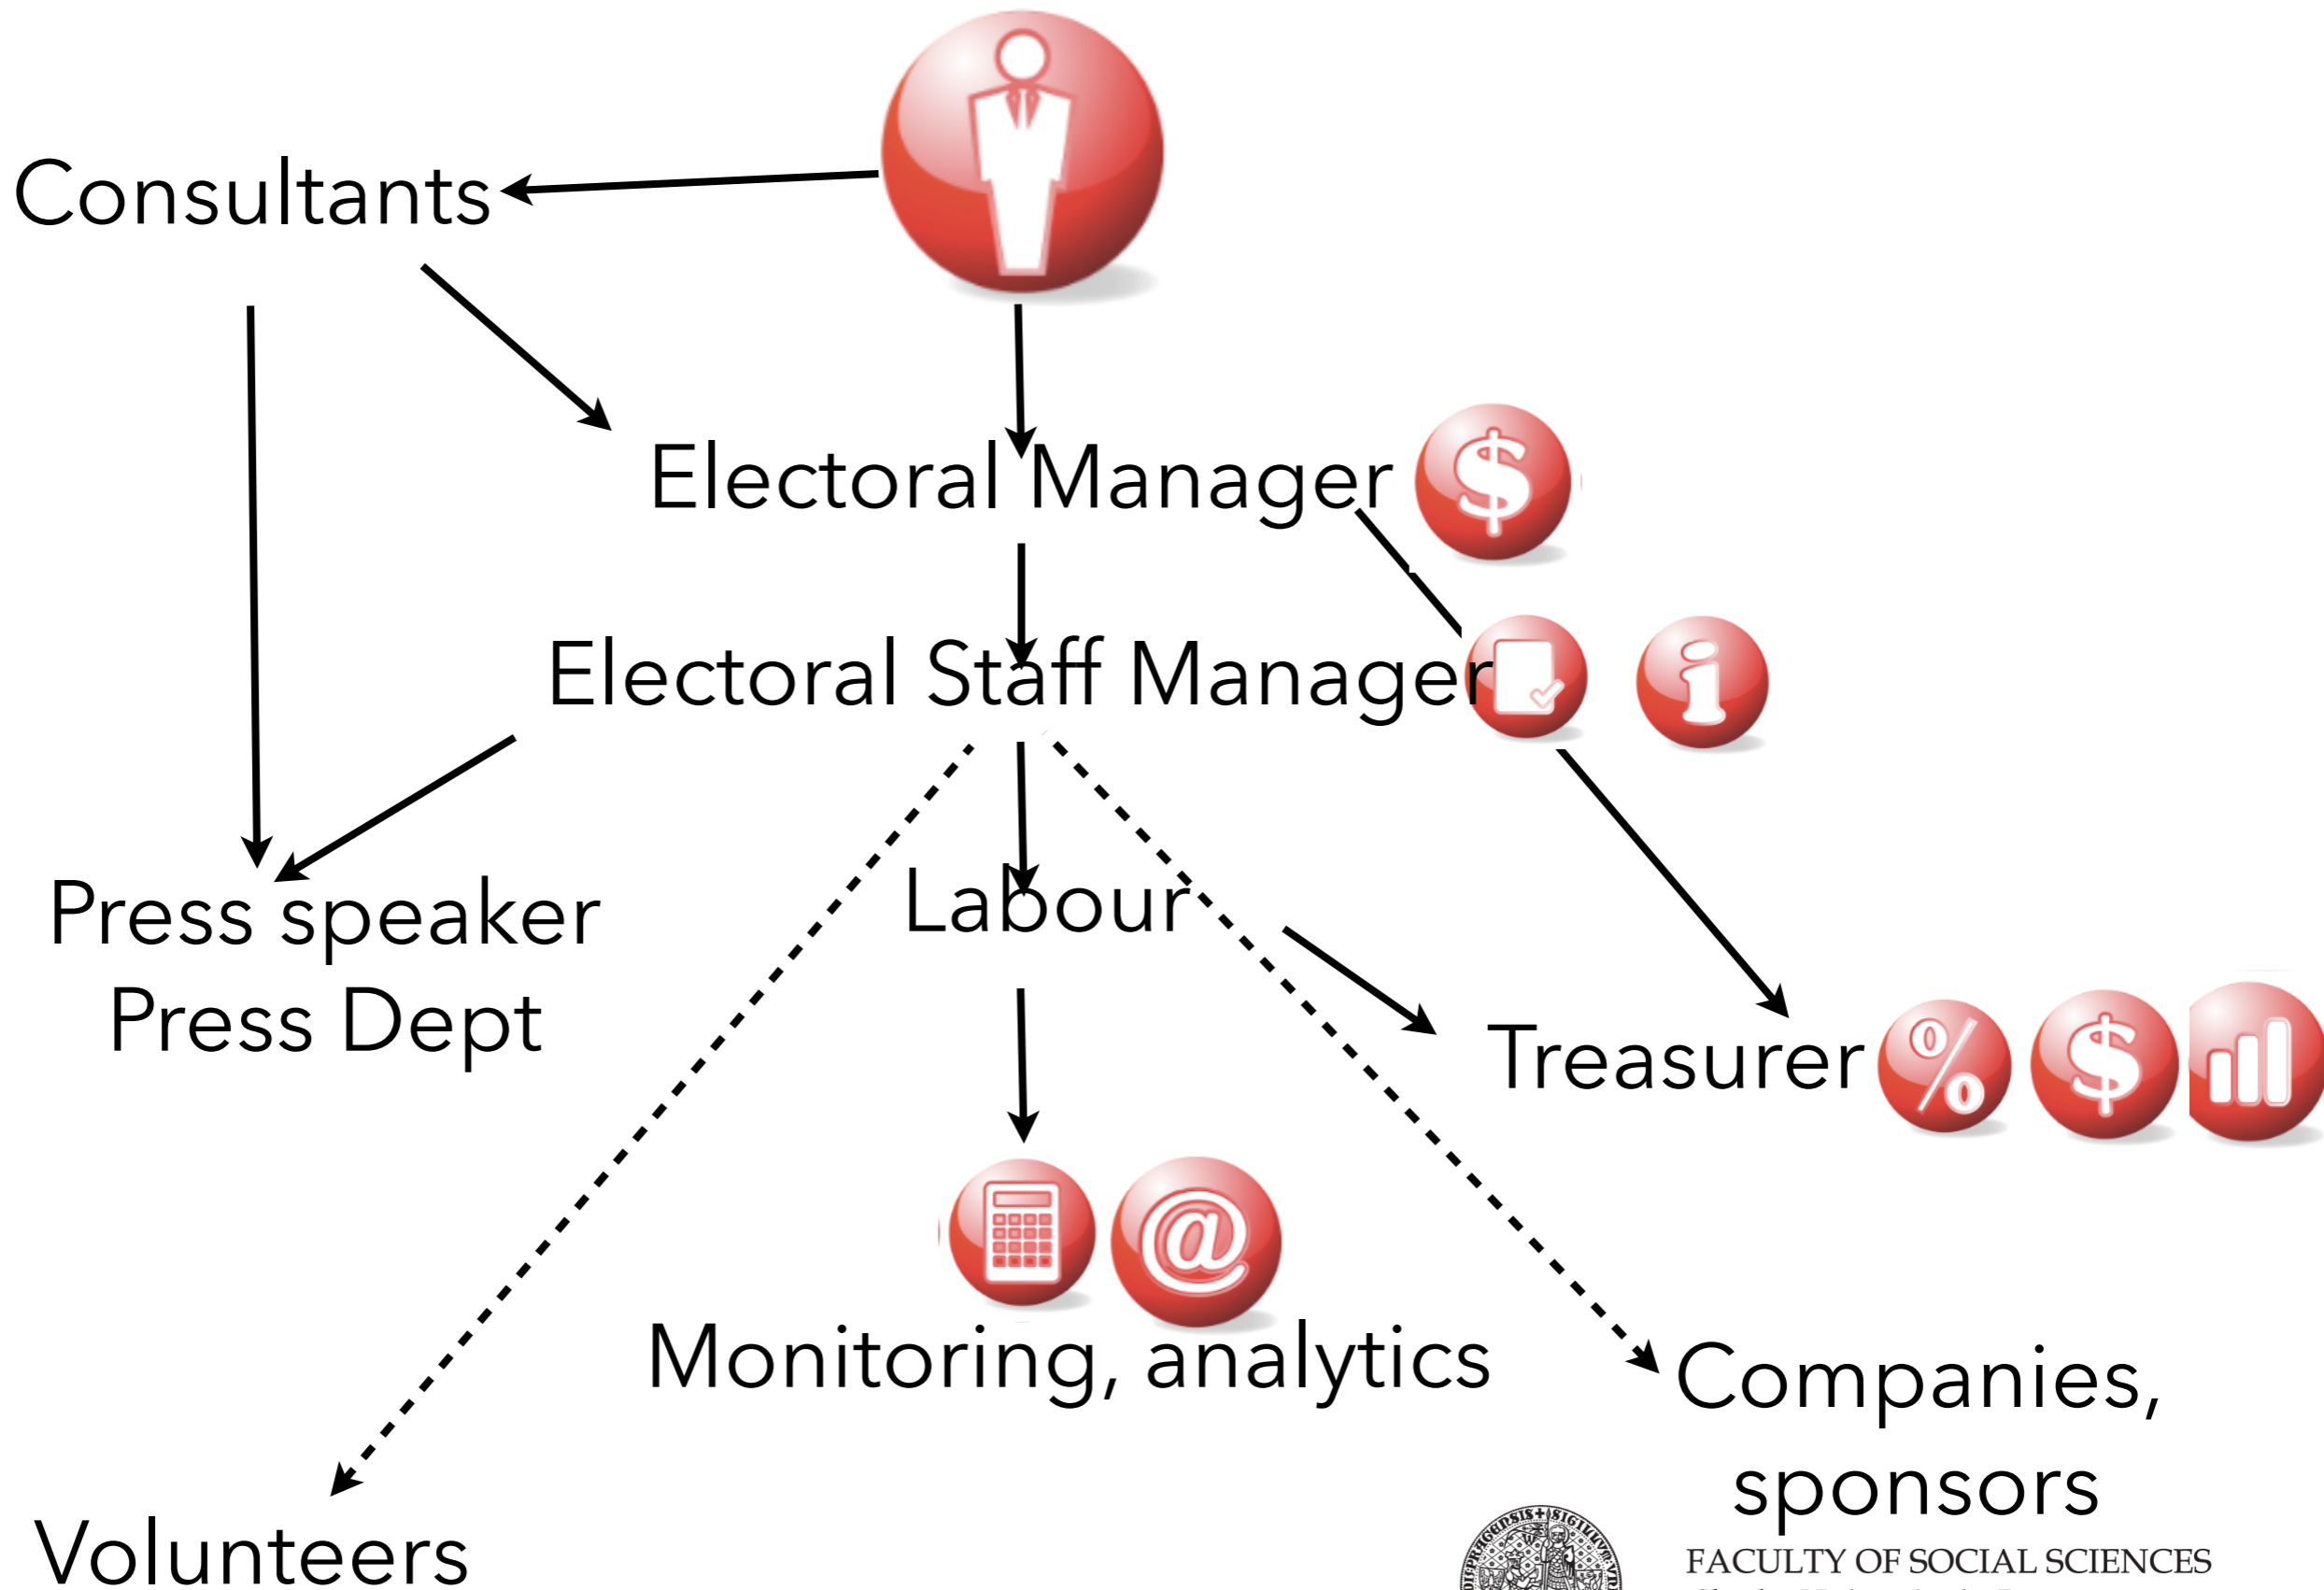 Consultants
Electoral Manager
$
Electoral Staff Manager
i
Press speaker
Press Dept
Labour
Treasurer
% $
@
Monitoring, analytics
Companies,
sponsors
Volunteers
FACULTY OF SOCIAL SCIENCES